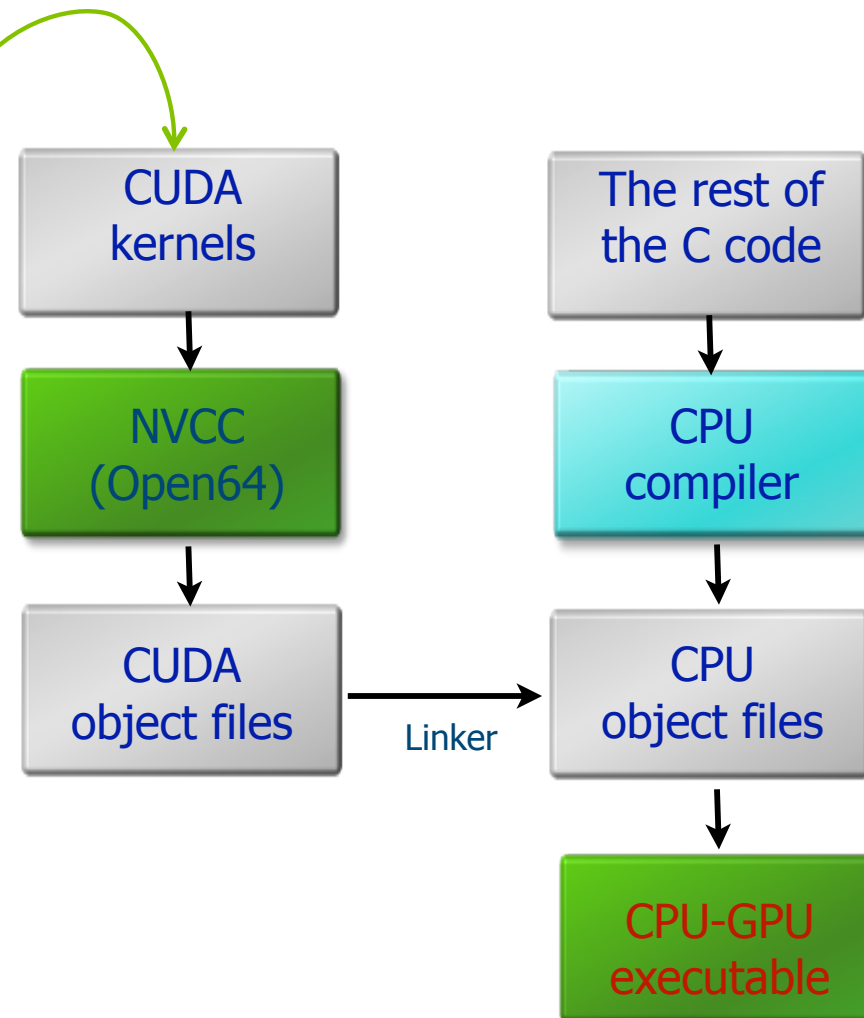 CUDA
kernels
The rest of
the C code
NVCC
(Open64)
CPU
compiler
CUDA
object files
Linker
CPU
object files
CPU-GPU
executable